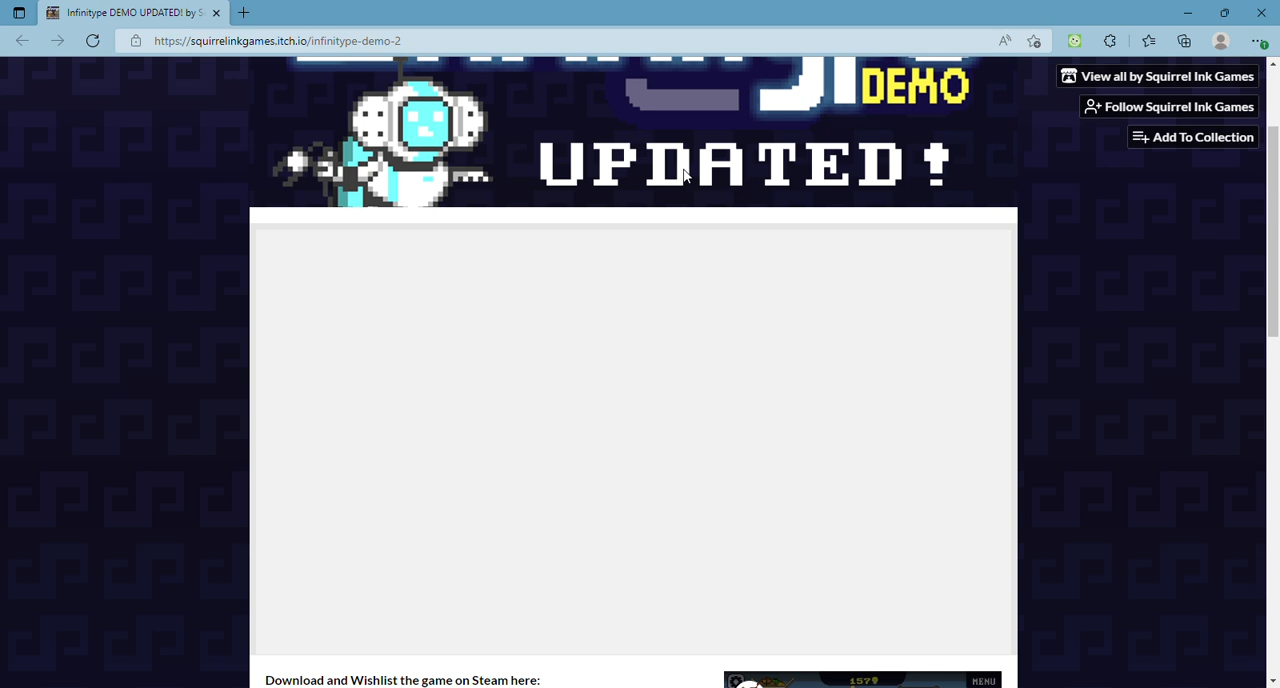 Infinitype DEMO UPDATED! by S
https://squirrelinkgames.itch.io/infinitype-demo-2
View all by Squirrel Ink Games
DEMO
Follow Squirrel Ink Games
Add To Collection
UPDATED!
Download and Wishlist the game on Steam here:
157
MENU